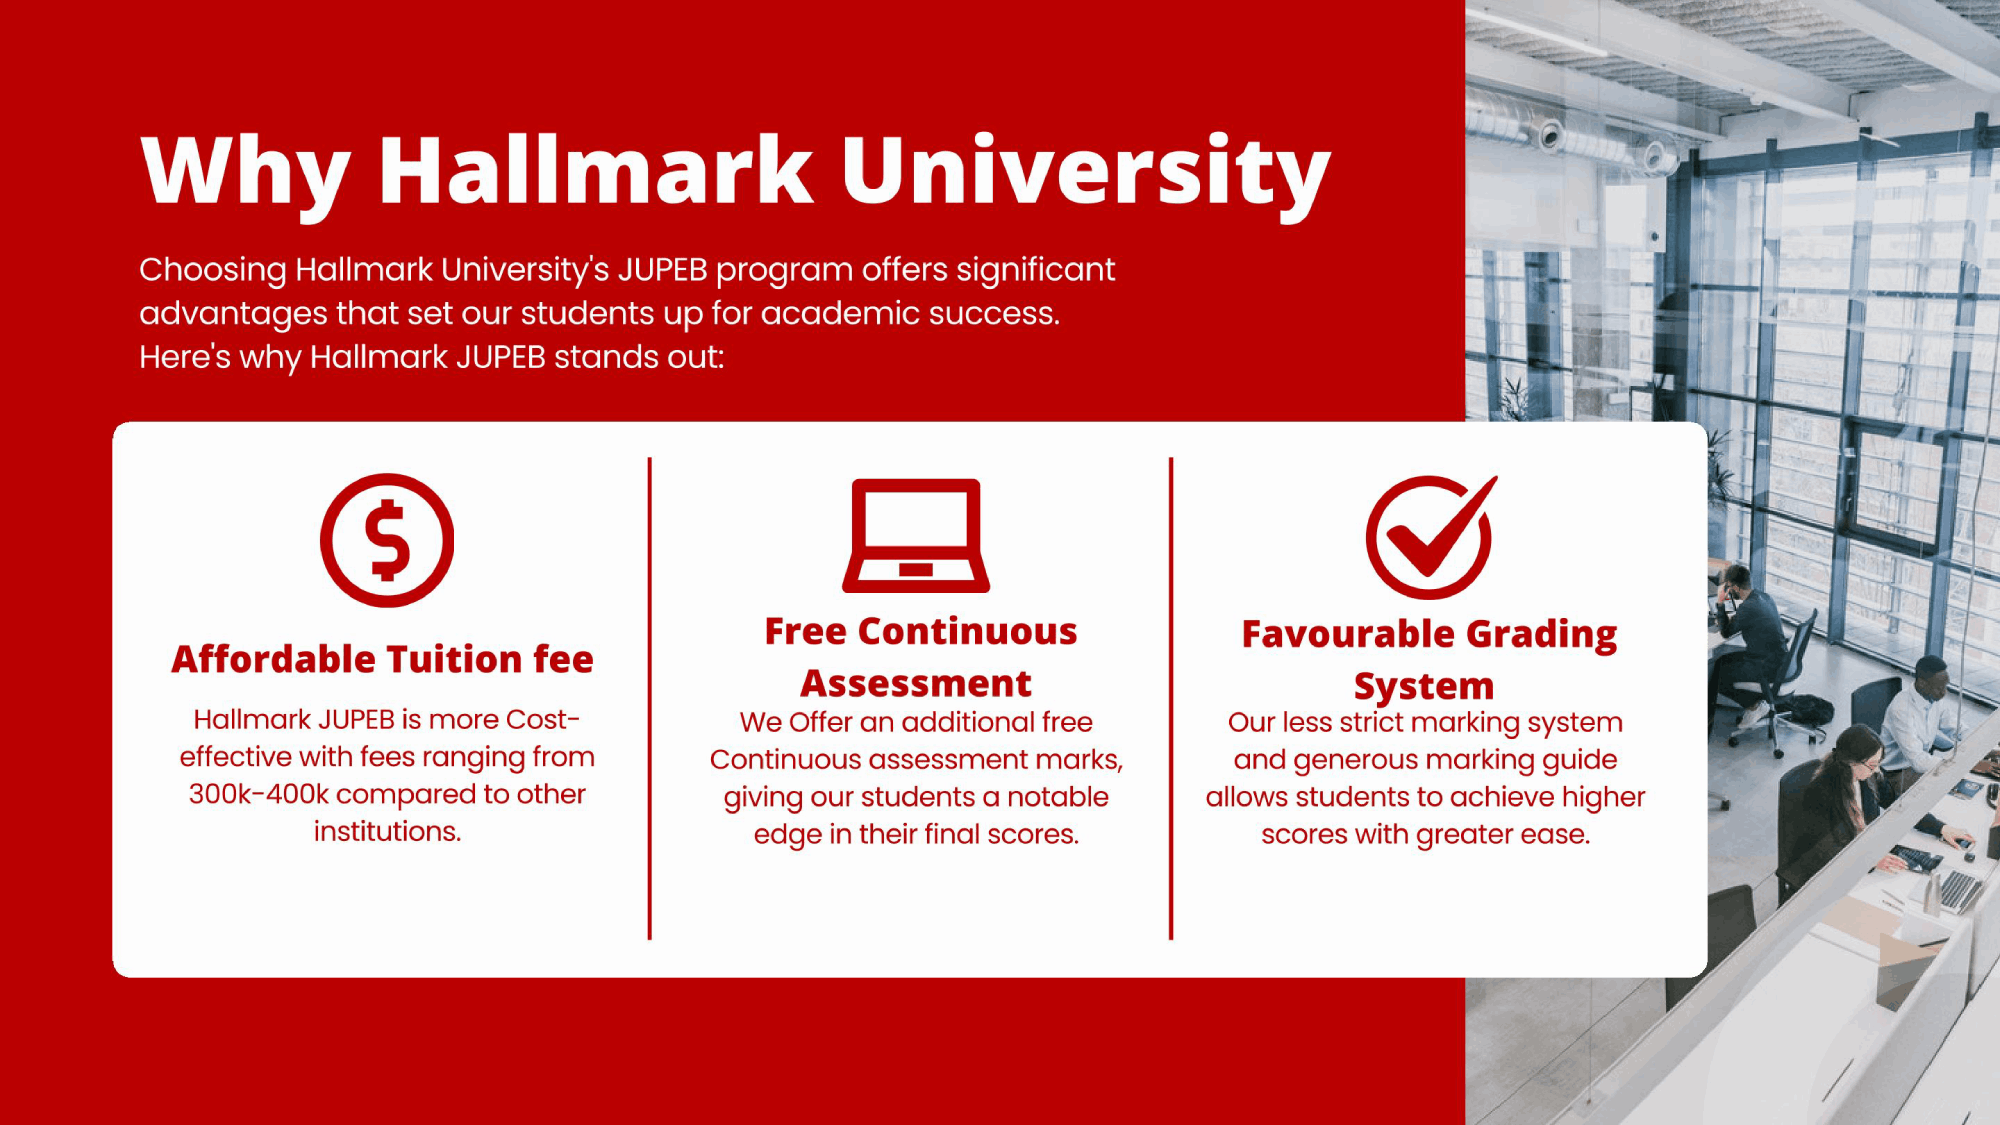 Why Hallmark University
Choosing Hallmark University's JUPEB program offers significant
advantages that set our students up for academic success.
Here's why Hallmark JUPEB stands out:
Affordable Tuition fee
Hallmark JUPEB is more Cost-
effective with fees ranging from
300k-400k compared to other
institutions.
Free Continuous
Assessment
We Offer an additional free
Continuous assessment marks,
giving our students a notable
edge in their final scores.
Favourable Grading
System
Our less strict marking system
and generous marking guide
allows students to achieve higher
scores with greater ease.